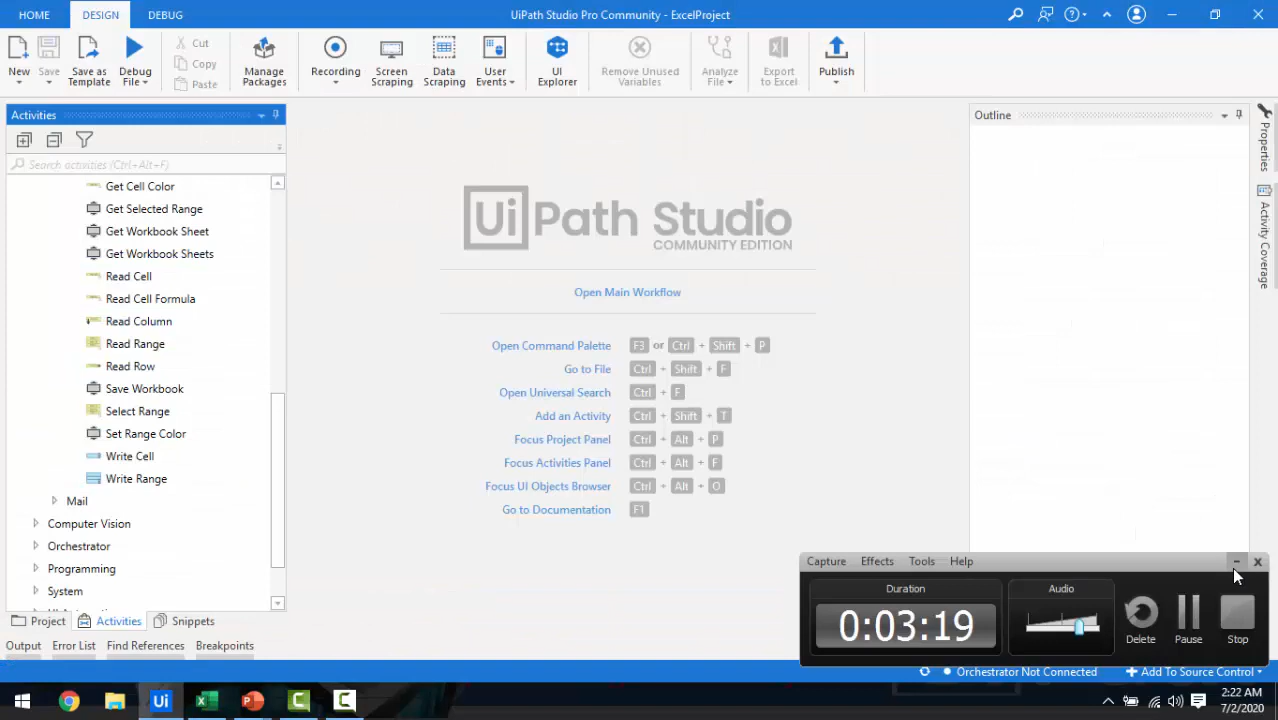 HOME
DESIGN
DEBUG
UiPath Studio Pro Community - ExcelProject
New
Save
Save as Template
Debug File
Cut
Copy
Paste
Manage Packages
Recording
Screen Scraping
Data Scraping
User Events
UI Explorer
Remove Unused Variables
Analyze File
Export to Excel
Publish
Activities
Search activities (Ctrl+Alt+F)
Get Cell Color
Get Selected Range
Get Workbook Sheet
Get Workbook Sheets
Read Cell
Read Cell Formula
Read Column
Read Range
Read Row
Save Workbook
Select Range
Set Range Color
Write Cell
Write Range
Mail
Computer Vision
Orchestrator
Programming
System
Project
Activities
Snippets
Output
Error List
Find References
Breakpoints
UiPath Studio
COMMUNITY EDITION
Open Main Workflow
Open Command Palette F3 or Ctrl + Shift + P
Go to File Ctrl + Shift + F
Open Universal Search Ctrl + F
Add an Activity Ctrl + Shift + T
Focus Project Panel Ctrl + Alt + P
Focus Activities Panel Ctrl + Alt + F
Focus UI Objects Browser Ctrl + Alt + O
Go to Documentation F1
Outline
Properties
Activity Coverage
Capture Effects Tools Help
Duration
0:03:19
Audio
Delete
Pause
Stop
Orchestrator Not Connected
Add To Source Control
Ui
2:22 AM
7/2/2020